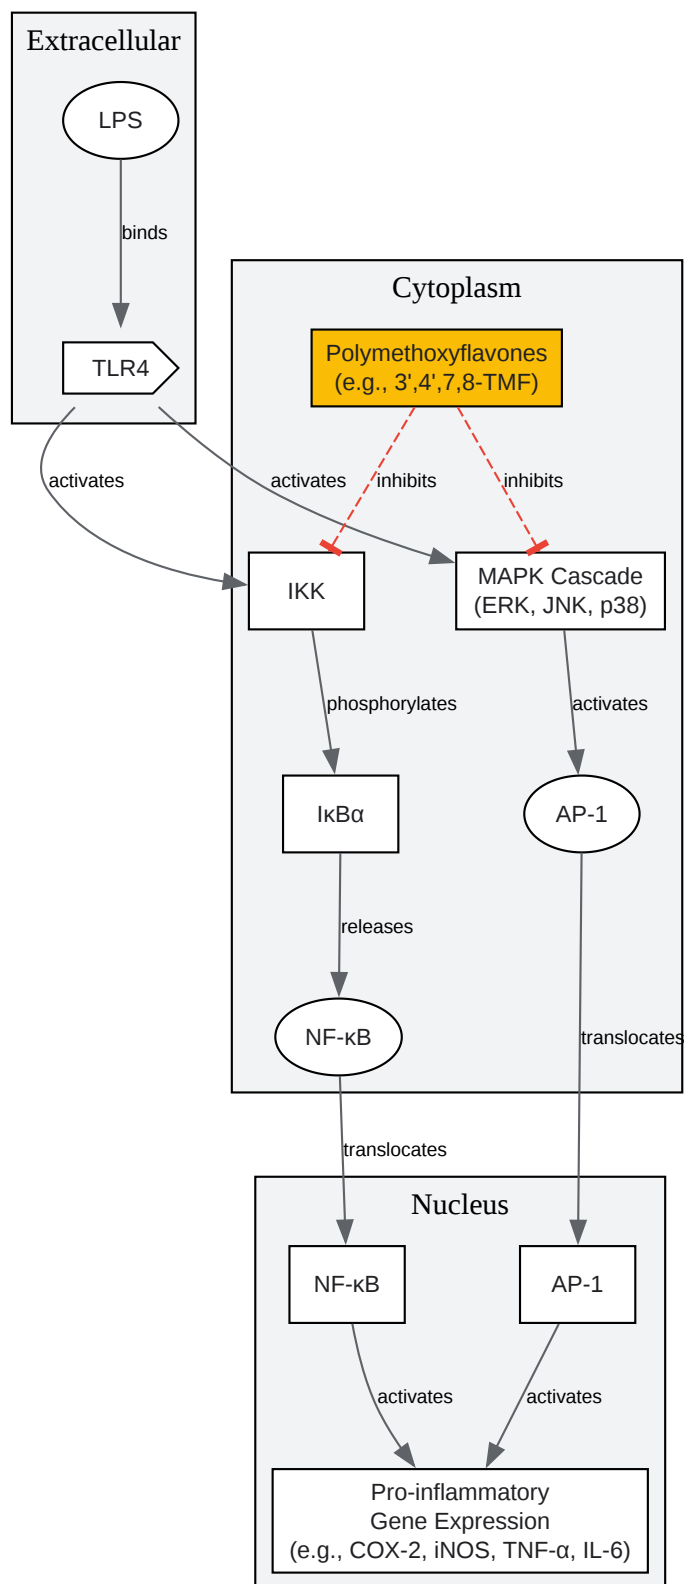 Extracellular
LPS
binds
TLR4
Cytoplasm
Polymethoxyflavones
(e.g., 3',4',7,8-TMF)
activates
activates
inhibits
inhibits
IKK
MAPK Cascade
(ERK, JNK, p38)
phosphorylates
activates
IκBα
AP-1
releases
NF-κB
translocates
translocates
Nucleus
NF-κB
AP-1
activates
activates
Pro-inflammatory
Gene Expression
(e.g., COX-2, iNOS, TNF-α, IL-6)